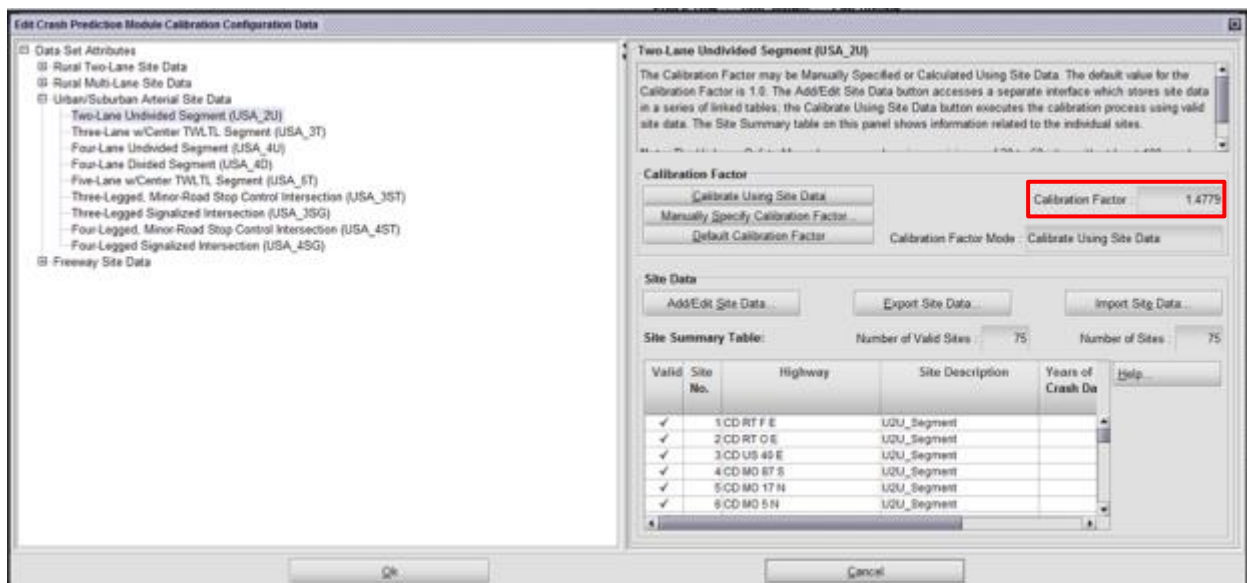 Edit Crash Prediction Module Calibration Configuration Data
Data Set Attributes
Rural Two-Lane Site Data
Rural Multi-Lane Site Data
Urban/Suburban Arterial Site Data
Two-Lane Undivided Segment (USA_2U)
Three-Lane w/Center TWLTL Segment (USA_3T)
Four-Lane Undivided Segment (USA_4U)
Four-Lane Divided Segment (USA_4D)
Five-Lane w/Center TWLTL Segment (USA_5T)
Three-Legged, Minor-Road Stop Control Intersection (USA_3ST)
Three-Legged Signalized Intersection (USA_3SG)
Four-Legged, Minor-Road Stop Control Intersection (USA_4ST)
Four-Legged Signalized Intersection (USA_4SG)
Freeway Site Data
Two-Lane Undivided Segment (USA_2U)
The Calibration Factor may be Manually Specified or Calculated Using Site Data. The default value for the
Calibration Factor is 1.0. The Add/Edit Site Data button accesses a separate interface which stores site data
in a series of linked tables; the Calibrate Using Site Data button executes the calibration process using valid
site data. The Site Summary table on this panel shows information related to the individual sites.
Calibration Factor
Calibrate Using Site Data
Calibration Factor : 1.4779
Manually Specify Calibration Factor...
Default Calibration Factor
Calibration Factor Mode : Calibrate Using Site Data
Site Data
Add/Edit Site Data... Export Site Data... Import Site Data...
Site Summary Table: Number of Valid Sites : 75 Number of Sites : 75
Valid Site No. Highway Site Description Years of Crash Da Help...
✓ 1 CD RT F E U2U_Segment
✓ 2 CD RT O E U2U_Segment
✓ 3 CD US 40 E U2U_Segment
✓ 4 CD MO 87 S U2U_Segment
✓ 5 CD MO 17 N U2U_Segment
✓ 6 CD MO 5 N U2U_Segment
Ok Cancel